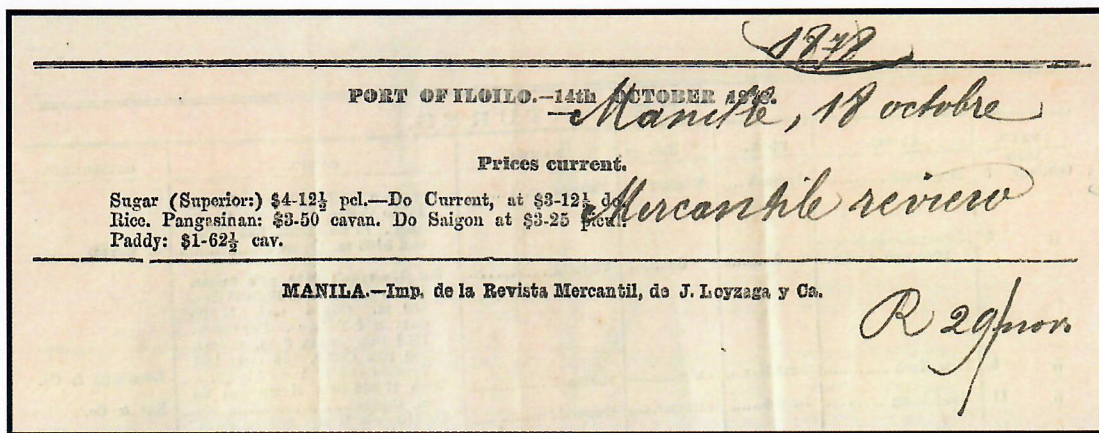 1878
PORT OF ILOILO.—14th OCTOBER 1878.
Manille, 18 octobre
Prices current.
Sugar (Superior:) $4-12½ pcl.—Do Current, at $3-12½ do.
Rice. Pangasinan: $3-50 cavan. Do Saigon at $3-25 picul.
Mercantile review
Paddy: $1-62½ cav.
MANILA.—Imp. de la Revista Mercantil, de J. Loyzaga y Ca.
R 29/nov.